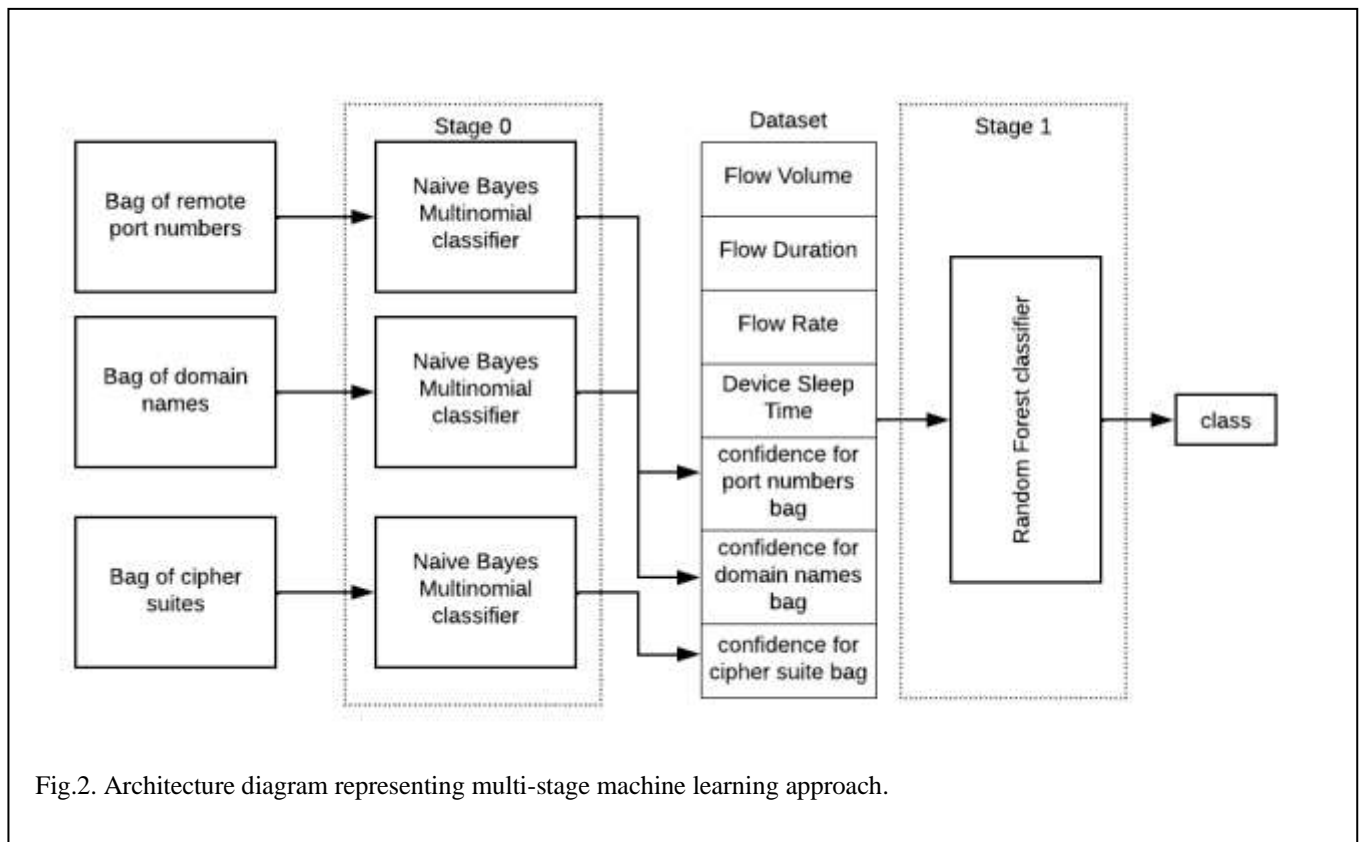 Stage 0
Dataset
Stage 1
Bag of remote
port numbers
Naive Bayes
Multinomial
classifier
Bag of domain
names
Naive Bayes
Multinomial
classifier
Bag of cipher
suites
Naive Bayes
Multinomial
classifier
Flow Volume
Flow Duration
Flow Rate
Device Sleep
Time
confidence for
port numbers
bag
confidence for
domain names
bag
confidence for
cipher suite bag
Random Forest classifier
class
Fig.2. Architecture diagram representing multi-stage machine learning approach.